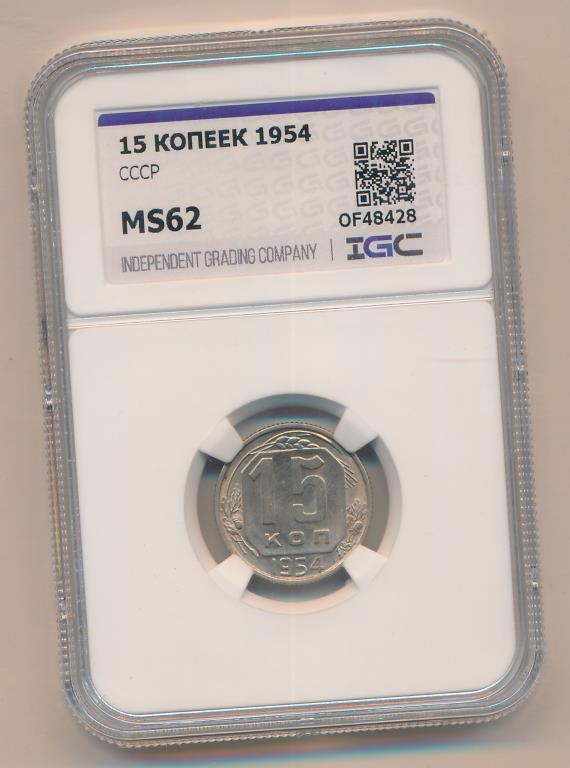 15 КОПЕЕК 1954
СССР
MS62
OF48428
INDEPENDENT GRADING COMPANY | IGC
15
КОП
1954